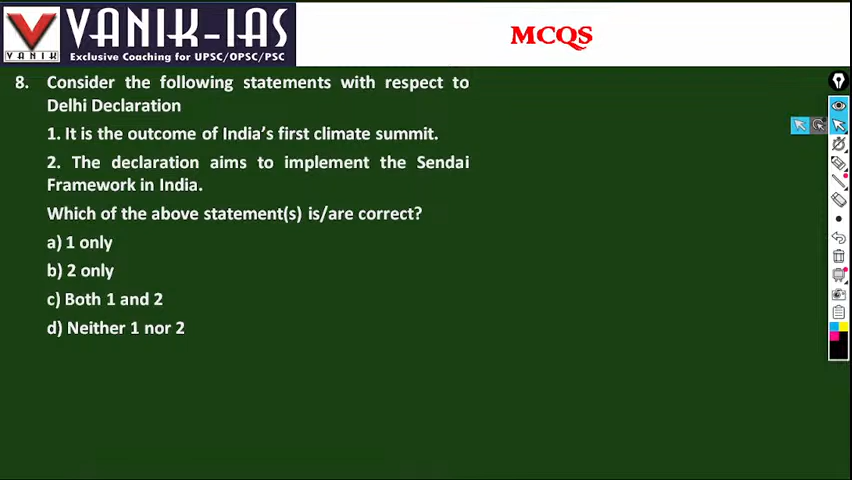 VANIK-IAS
VANIK
Exclusive Coaching for UPSC/OPSC/PSC
MCQS
8. Consider the following statements with respect to
Delhi Declaration
1. It is the outcome of India's first climate summit.
2. The declaration aims to implement the Sendai
Framework in India.
Which of the above statement(s) is/are correct?
a) 1 only
b) 2 only
c) Both 1 and 2
d) Neither 1 nor 2